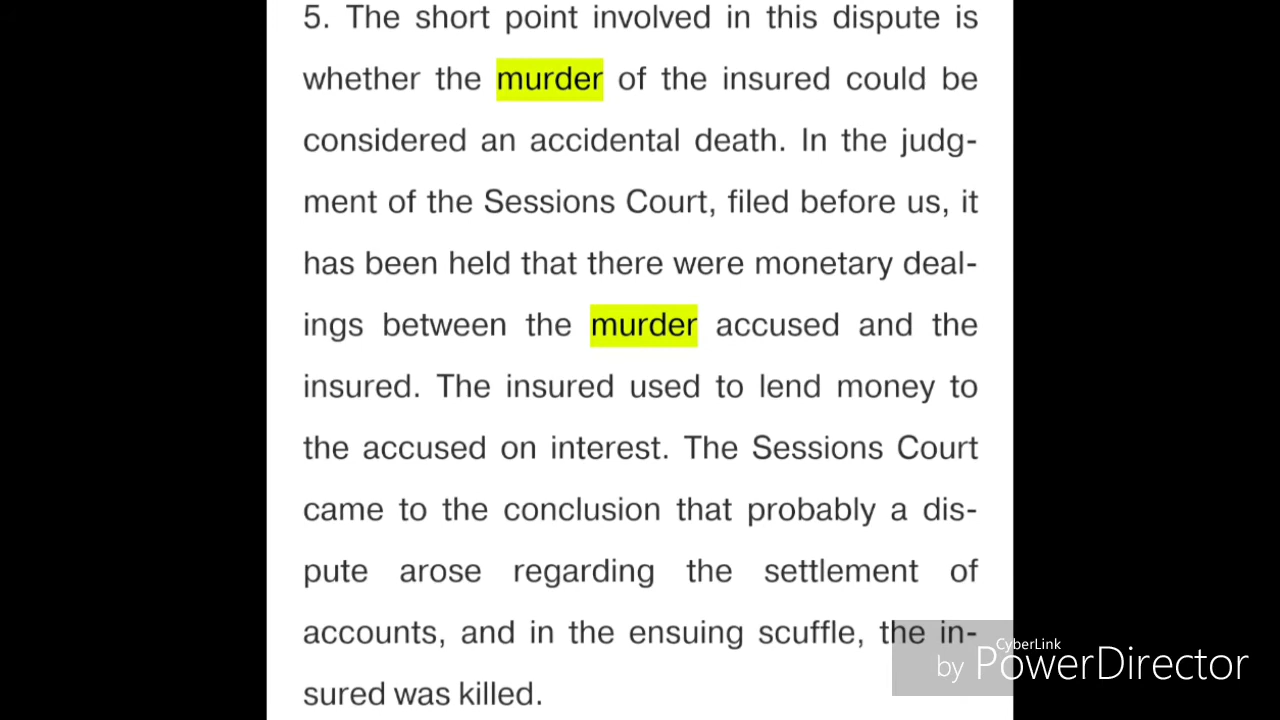 5. The short point involved in this dispute is
whether the murder of the insured could be
considered an accidental death. In the judg-
ment of the Sessions Court, filed before us, it
has been held that there were monetary deal-
ings between the murder accused and the
insured. The insured used to lend money to
the accused on interest. The Sessions Court
came to the conclusion that probably a dis-
pute arose regarding the settlement of
accounts, and in the ensuing scuffle, the in-
sured was killed.
CyberLink
by PowerDirector